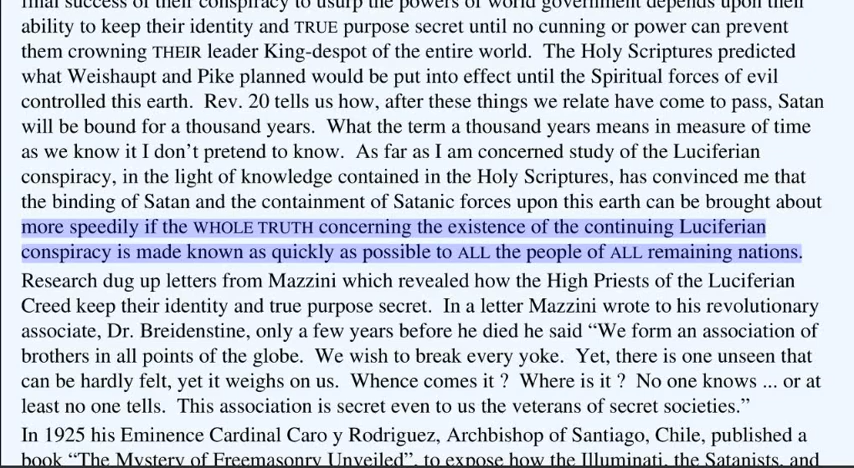 final success of their conspiracy to usurp the powers of world government depends upon their
ability to keep their identity and TRUE purpose secret until no cunning or power can prevent
them crowning THEIR leader King-despot of the entire world. The Holy Scriptures predicted
what Weishaupt and Pike planned would be put into effect until the Spiritual forces of evil
controlled this earth. Rev. 20 tells us how, after these things we relate have come to pass, Satan
will be bound for a thousand years. What the term a thousand years means in measure of time
as we know it I don’t pretend to know. As far as I am concerned study of the Luciferian
conspiracy, in the light of knowledge contained in the Holy Scriptures, has convinced me that
the binding of Satan and the containment of Satanic forces upon this earth can be brought about
more speedily if the WHOLE TRUTH concerning the existence of the continuing Luciferian
conspiracy is made known as quickly as possible to ALL the people of ALL remaining nations.
Research dug up letters from Mazzini which revealed how the High Priests of the Luciferian
Creed keep their identity and true purpose secret. In a letter Mazzini wrote to his revolutionary
associate, Dr. Breidenstine, only a few years before he died he said “We form an association of
brothers in all points of the globe. We wish to break every yoke. Yet, there is one unseen that
can be hardly felt, yet it weighs on us. Whence comes it ? Where is it ? No one knows ... or at
least no one tells. This association is secret even to us the veterans of secret societies.”
In 1925 his Eminence Cardinal Caro y Rodriguez, Archbishop of Santiago, Chile, published a
book “The Mystery of Freemasonry Unveiled”, to expose how the Illuminati, the Satanists, and